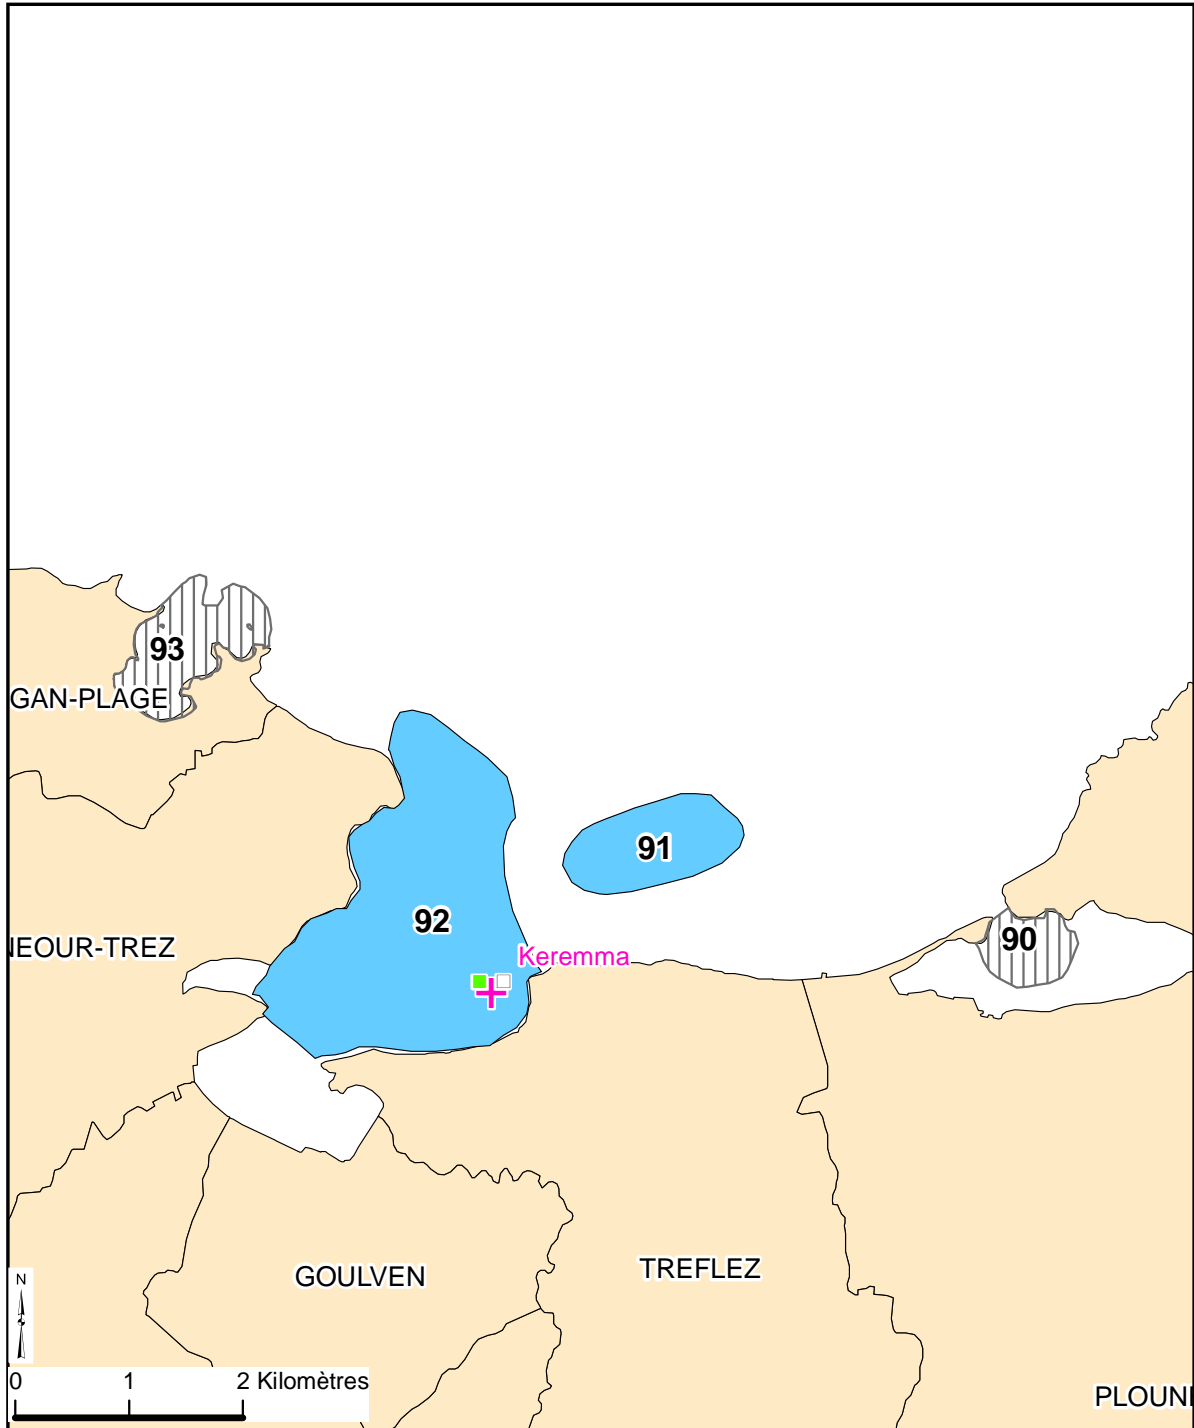 93
GAN-PLAGE
91
92
90
NEOUR-TREZ
Keremma
GOULVEN
TREFLEZ
N
0 1 2 Kilomètres
PLOUN